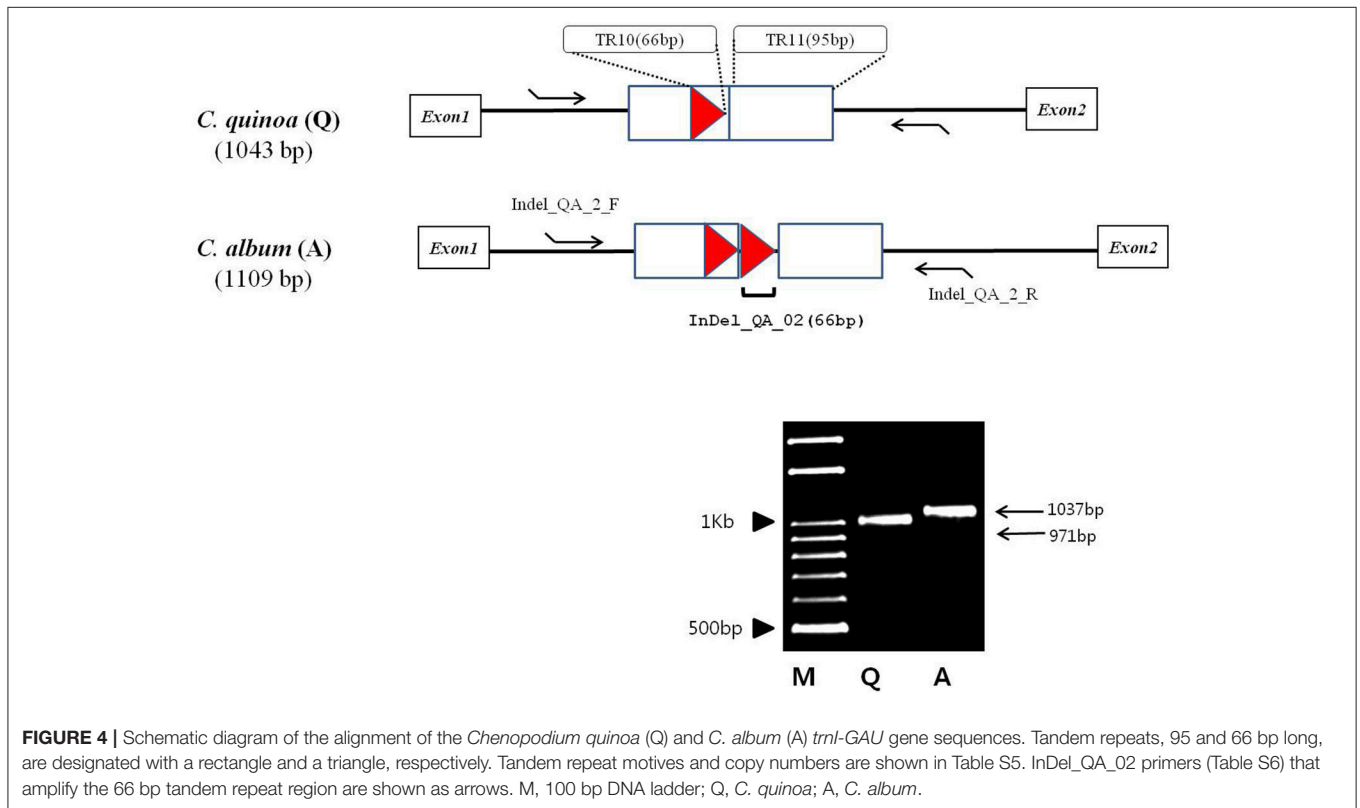 TR10(66bp) TR11(95bp)
Exon1 Exon2
C. quinoa (Q)
(1043 bp)
Indel_QA_2_F
C. album (A)
(1109 bp)
Exon1 Exon2
Indel_QA_2_R
InDel_QA_02(66bp)
1Kb
1037bp
971bp
500bp
M Q A
FIGURE 4 | Schematic diagram of the alignment of the Chenopodium quinoa (Q) and C. album (A) trnI-GAU gene sequences. Tandem repeats, 95 and 66 bp long,
are designated with a rectangle and a triangle, respectively. Tandem repeat motives and copy numbers are shown in Table S5. InDel_QA_02 primers (Table S6) that
amplify the 66 bp tandem repeat region are shown as arrows. M, 100 bp DNA ladder; Q, C. quinoa; A, C. album.